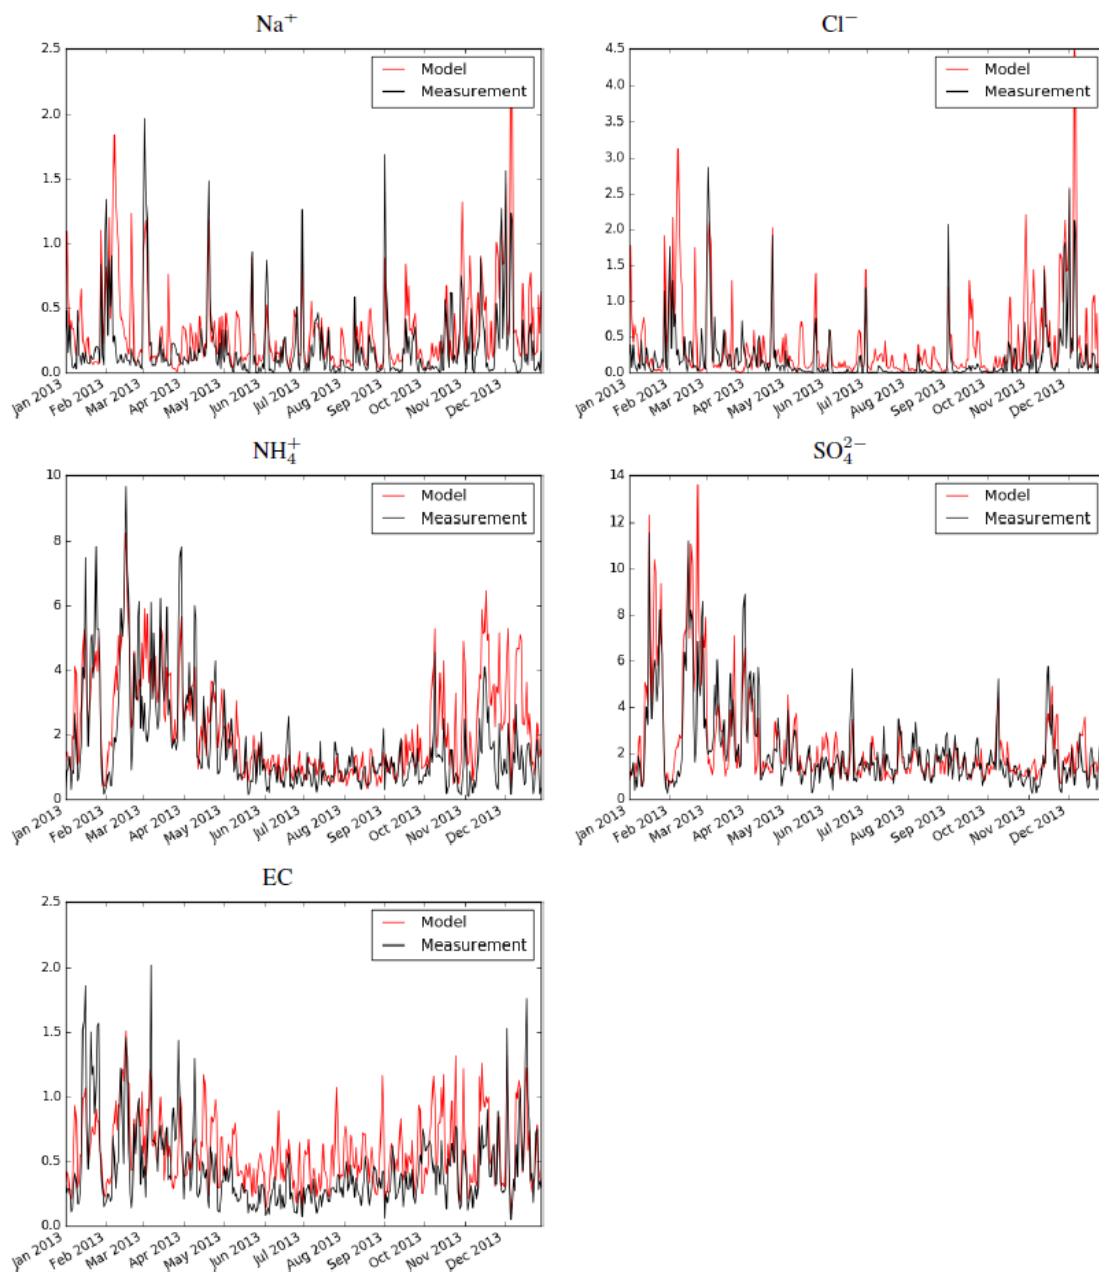 Na⁺
2.5
2.0
1.5
1.0
0.5
0.0
Model
Measurement
Jan 2013 Feb 2013 Mar 2013 Apr 2013 May 2013 Jun 2013 Jul 2013 Aug 2013 Sep 2013 Oct 2013 Nov 2013 Dec 2013
Cl⁻
4.5
4.0
3.5
3.0
2.5
2.0
1.5
1.0
0.5
0.0
Model
Measurement
Jan 2013 Feb 2013 Mar 2013 Apr 2013 May 2013 Jun 2013 Jul 2013 Aug 2013 Sep 2013 Oct 2013 Nov 2013 Dec 2013
NH₄⁺
10
8
6
4
2
0
Model
Measurement
Jan 2013 Feb 2013 Mar 2013 Apr 2013 May 2013 Jun 2013 Jul 2013 Aug 2013 Sep 2013 Oct 2013 Nov 2013 Dec 2013
SO₄²⁻
14
12
10
8
6
4
2
0
Model
Measurement
Jan 2013 Feb 2013 Mar 2013 Apr 2013 May 2013 Jun 2013 Jul 2013 Aug 2013 Sep 2013 Oct 2013 Nov 2013 Dec 2013
EC
2.5
2.0
1.5
1.0
0.5
0.0
Model
Measurement
Jan 2013 Feb 2013 Mar 2013 Apr 2013 May 2013 Jun 2013 Jul 2013 Aug 2013 Sep 2013 Oct 2013 Nov 2013 Dec 2013